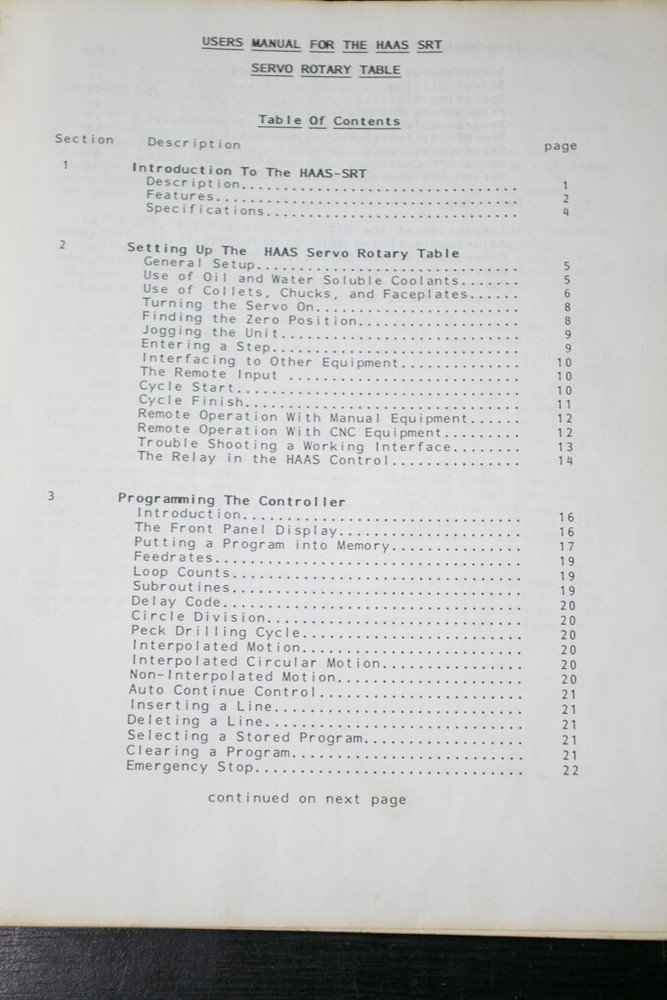 USERS MANUAL FOR THE HAAS SRT
SERVO ROTARY TABLE
Table Of Contents
Section Description page
1 Introduction To The HAAS-SRT
Description................................. 1
Features.................................... 2
Specifications.............................. 4
2 Setting Up The HAAS Servo Rotary Table
General Setup............................... 5
Use of Oil and Water Soluble Coolants....... 5
Use of Collets, Chucks, and Faceplates...... 6
Turning the Servo On........................ 8
Finding the Zero Position................... 8
Jogging the Unit............................ 9
Entering a Step............................. 9
Interfacing to Other Equipment.............. 10
The Remote Input ........................... 10
Cycle Start................................. 10
Cycle Finish................................ 11
Remote Operation With Manual Equipment...... 12
Remote Operation With CNC Equipment......... 12
Trouble Shooting a Working Interface........ 13
The Relay in the HAAS Control............... 14
3 Programming The Controller
Introduction................................ 16
The Front Panel Display..................... 16
Putting a Program into Memory............... 17
Feedrates................................... 19
Loop Counts................................. 19
Subroutines................................. 19
Delay Code.................................. 20
Circle Division............................. 20
Peck Drilling Cycle......................... 20
Interpolated Motion......................... 20
Interpolated Circular Motion................ 20
Non-Interpolated Motion..................... 20
Auto Continue Control....................... 21
Inserting a Line............................ 21
Deleting a Line............................. 21
Selecting a Stored Program.................. 21
Clearing a Program.......................... 21
Emergency Stop.............................. 22
continued on next page